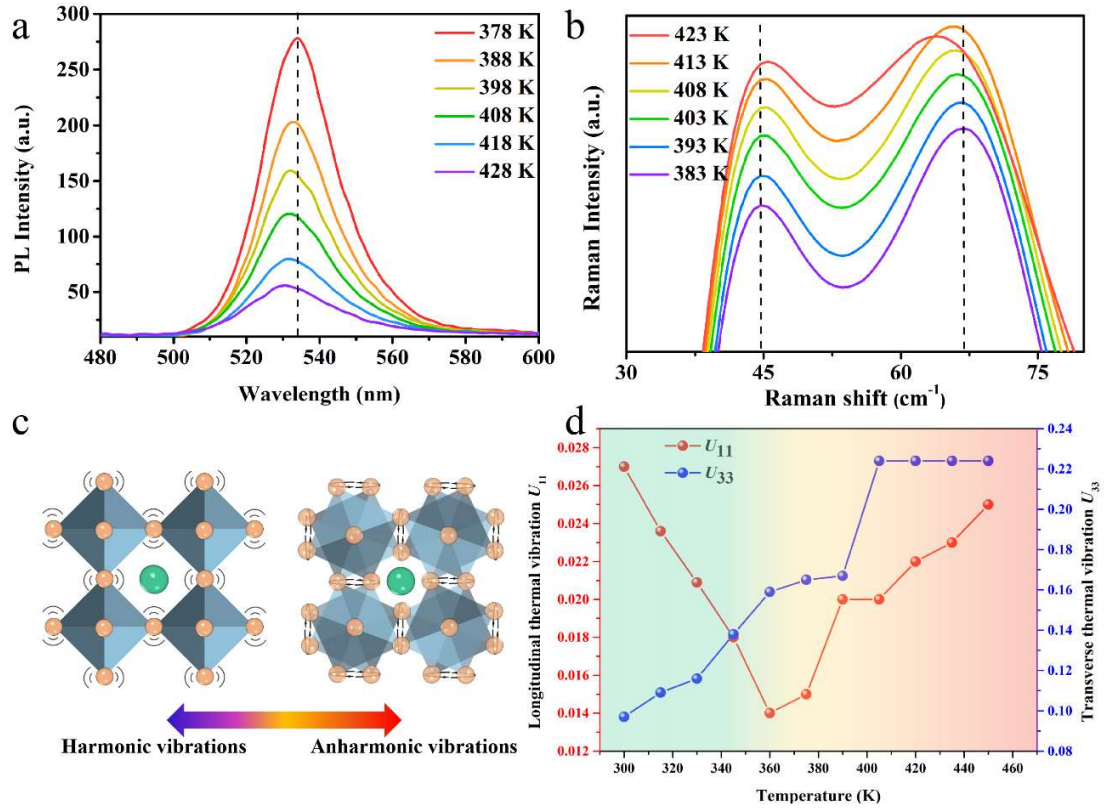 a
300
250
200
150
100
50
PL Intensity (a.u.)
378 K
388 K
398 K
408 K
418 K
428 K
480 500 520 540 560 580 600
Wavelength (nm)
b
Raman Intensity (a.u.)
423 K
413 K
408 K
403 K
393 K
383 K
30 45 60 75
Raman shift (cm⁻¹)
c
Harmonic vibrations
Anharmonic vibrations
d
Longitudinal thermal vibration U₁₁
0.028
0.026
0.024
0.022
0.020
0.018
0.016
0.014
0.012
U₁₁
U₃₃
0.24
0.22
0.20
0.18
0.16
0.14
0.12
0.10
0.08
Transverse thermal vibration U₃₃
300 320 340 360 380 400 420 440 460
Temperature (K)